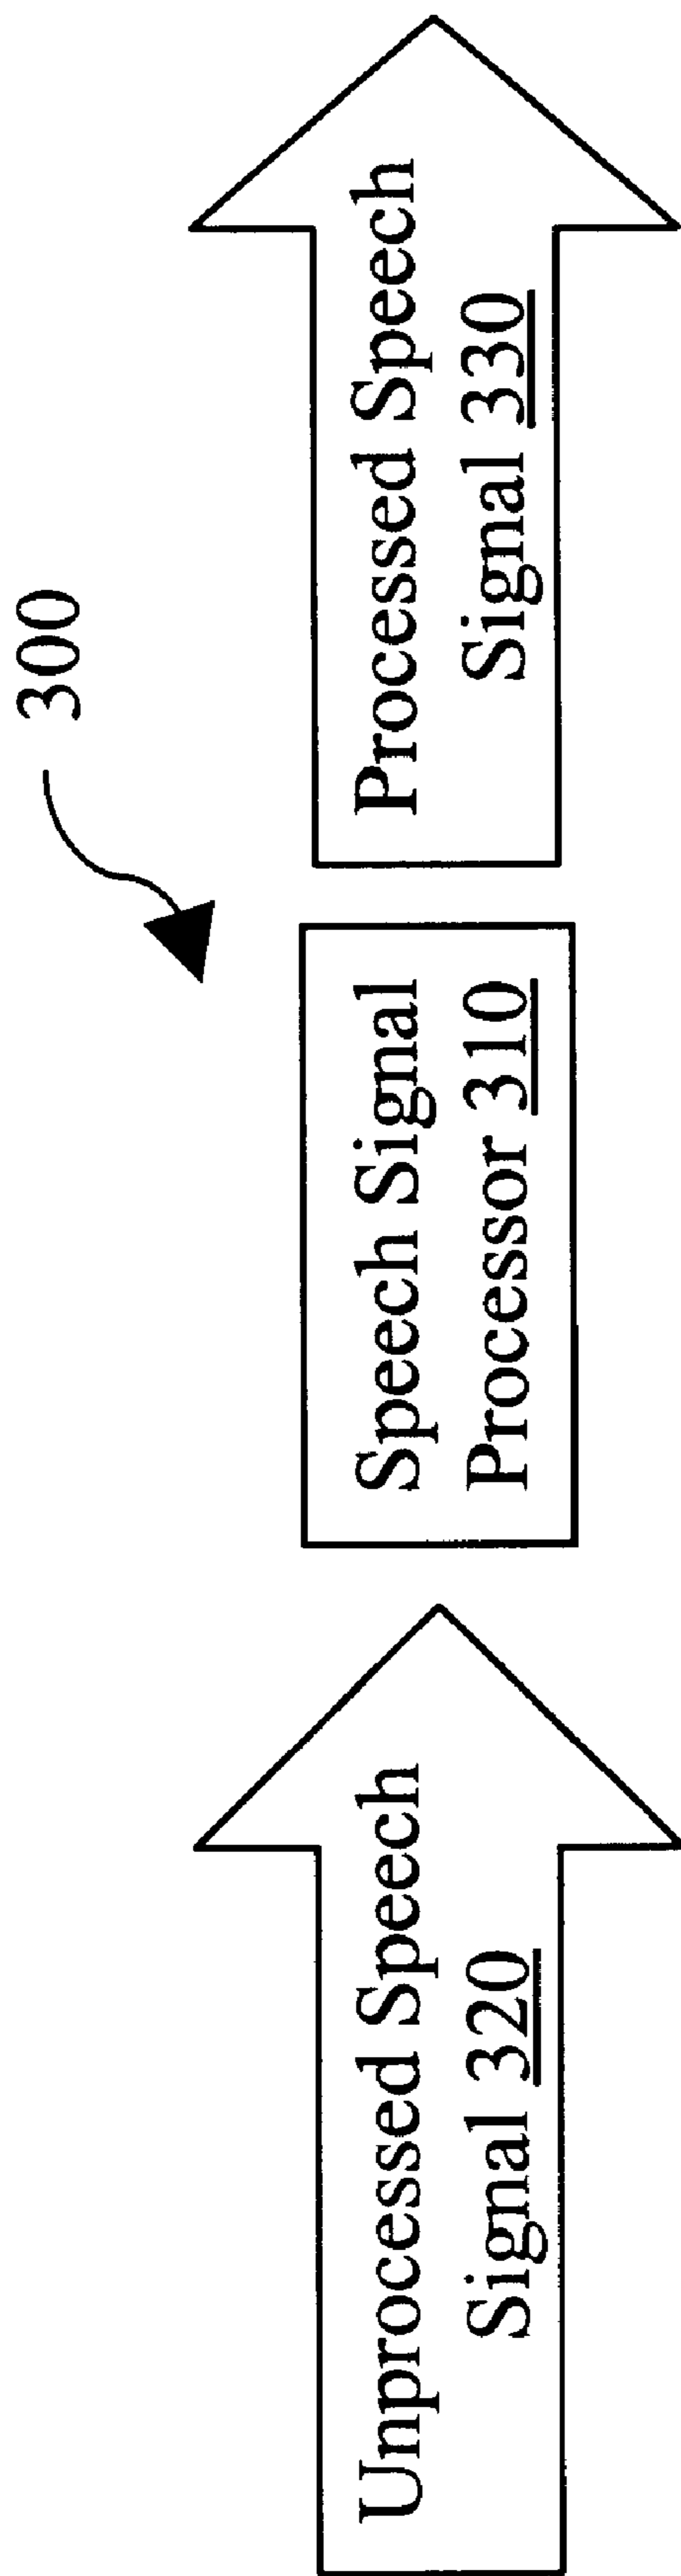 300
Unprocessed Speech
Signal 320
Speech Signal
Processor 310
Processed Speech
Signal 330